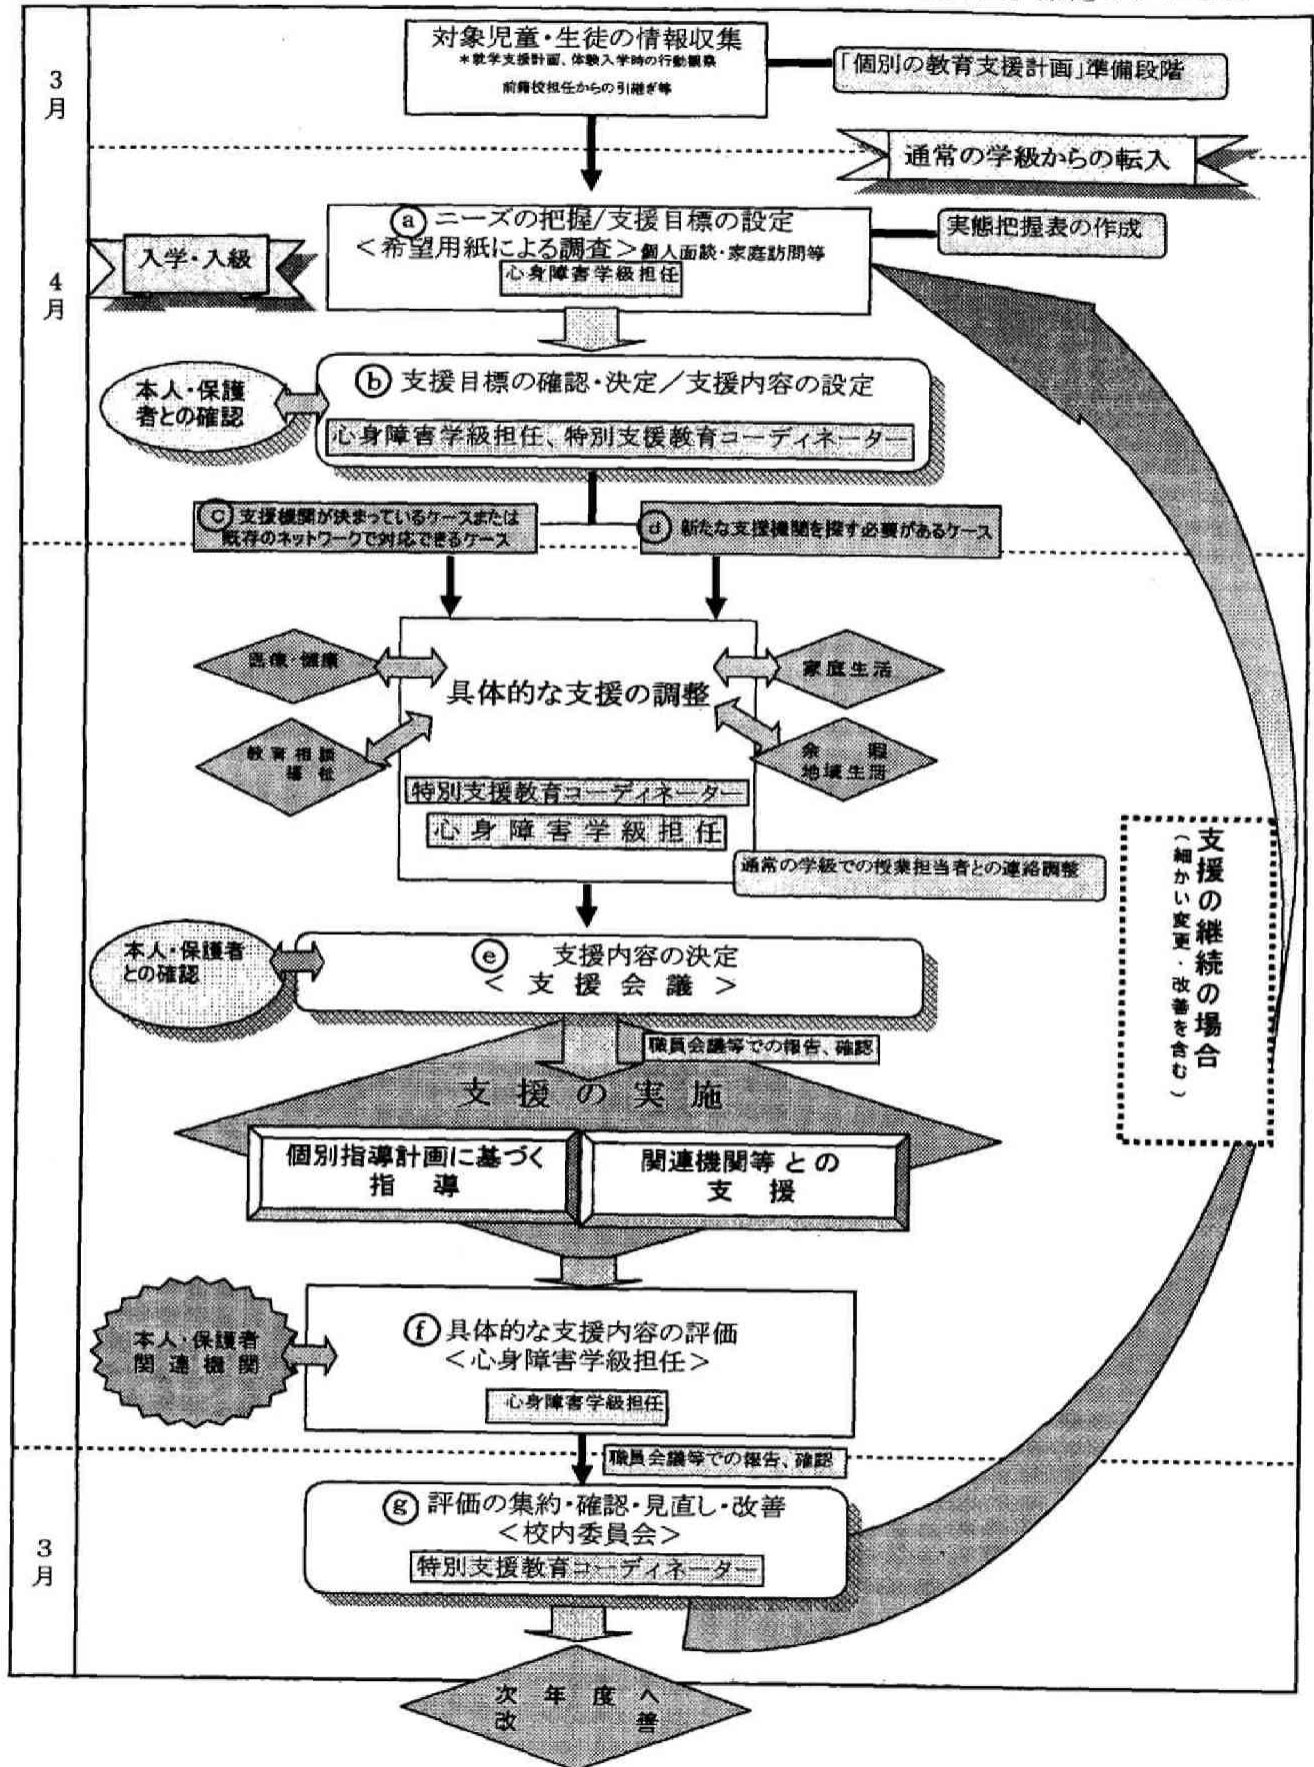 3
月
対象児童・生徒の情報収集
*就学支援計画、体験入学時の行動観察
前籍校担任からの引継ぎ等
「個別の教育支援計画」準備段階
通常の学級からの転入
4
月
入学・入級
ⓐ ニーズの把握/支援目標の設定
<希望用紙による調査>個人面談・家庭訪問等
心身障害学級担任
実態把握表の作成
本人・保護
者との確認
ⓑ 支援目標の確認・決定/支援内容の設定
心身障害学級担任、特別支援教育コーディネーター
ⓒ 支援機関が決まっているケースまたは
既存のネットワークで対応できるケース
ⓓ 新たな支援機関を探す必要があるケース
医療・健康
家庭生活
具体的な支援の調整
教育相談
福祉
余暇
地域生活
特別支援教育コーディネーター
心身障害学級担任
通常の学級での授業担当者との連絡調整
支援の継続の場合
(細かい変更・改善を含む)
本人・保護者
との確認
ⓔ 支援内容の決定
<支援会議>
職員会議等での報告、確認
支援の実施
個別指導計画に基づく
指導
関連機関等との
支援
本人・保護者
関連機関
ⓕ 具体的な支援内容の評価
<心身障害学級担任>
心身障害学級担任
職員会議等での報告、確認
3
月
ⓖ 評価の集約・確認・見直し・改善
<校内委員会>
特別支援教育コーディネーター
次年度へ
改善